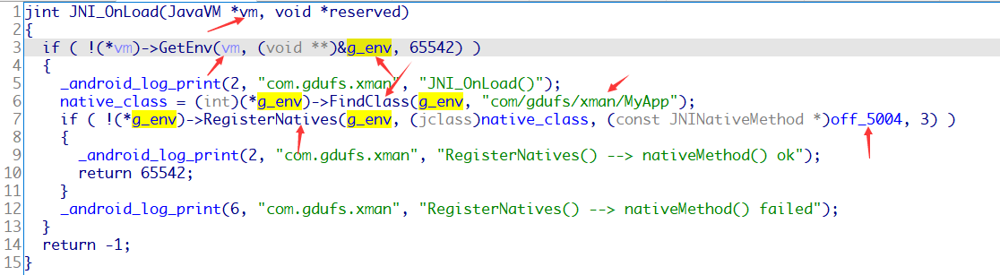 1 jint JNI_OnLoad(JavaVM *vm, void *reserved)
2 {
3 if ( !(*vm)->GetEnv(vm, (void **)&g_env, 65542) )
4 {
5 _android_log_print(2, "com.gdufs.xman", "JNI_OnLoad()");
6 native_class = (int)(*g_env)->FindClass(g_env, "com/gdufs/xman/MyApp");
7 if ( !(*g_env)->RegisterNatives(g_env, (jclass)native_class, (const JNINativeMethod *)off_5004, 3) )
8 {
9 _android_log_print(2, "com.gdufs.xman", "RegisterNatives() --> nativeMethod() ok");
10 return 65542;
11 }
12 _android_log_print(6, "com.gdufs.xman", "RegisterNatives() --> nativeMethod() failed");
13 }
14 return -1;
15 }